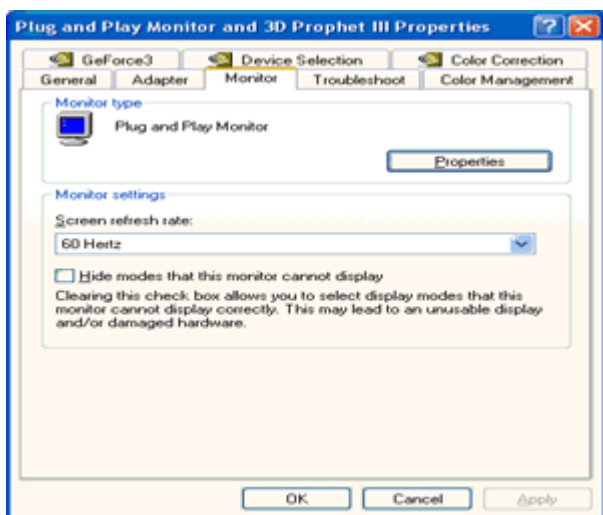 Plug and Play Monitor and 3D Prophet III Properties
GeForce3 Device Selection Color Correction
General Adapter Monitor Troubleshoot Color Management
Monitor type
Plug and Play Monitor
Properties
Monitor settings
Screen refresh rate:
60 Hertz
Hide modes that this monitor cannot display
Clearing this check box allows you to select display modes that this
monitor cannot display correctly. This may lead to an unusable display
and/or damaged hardware.
OK Cancel Apply